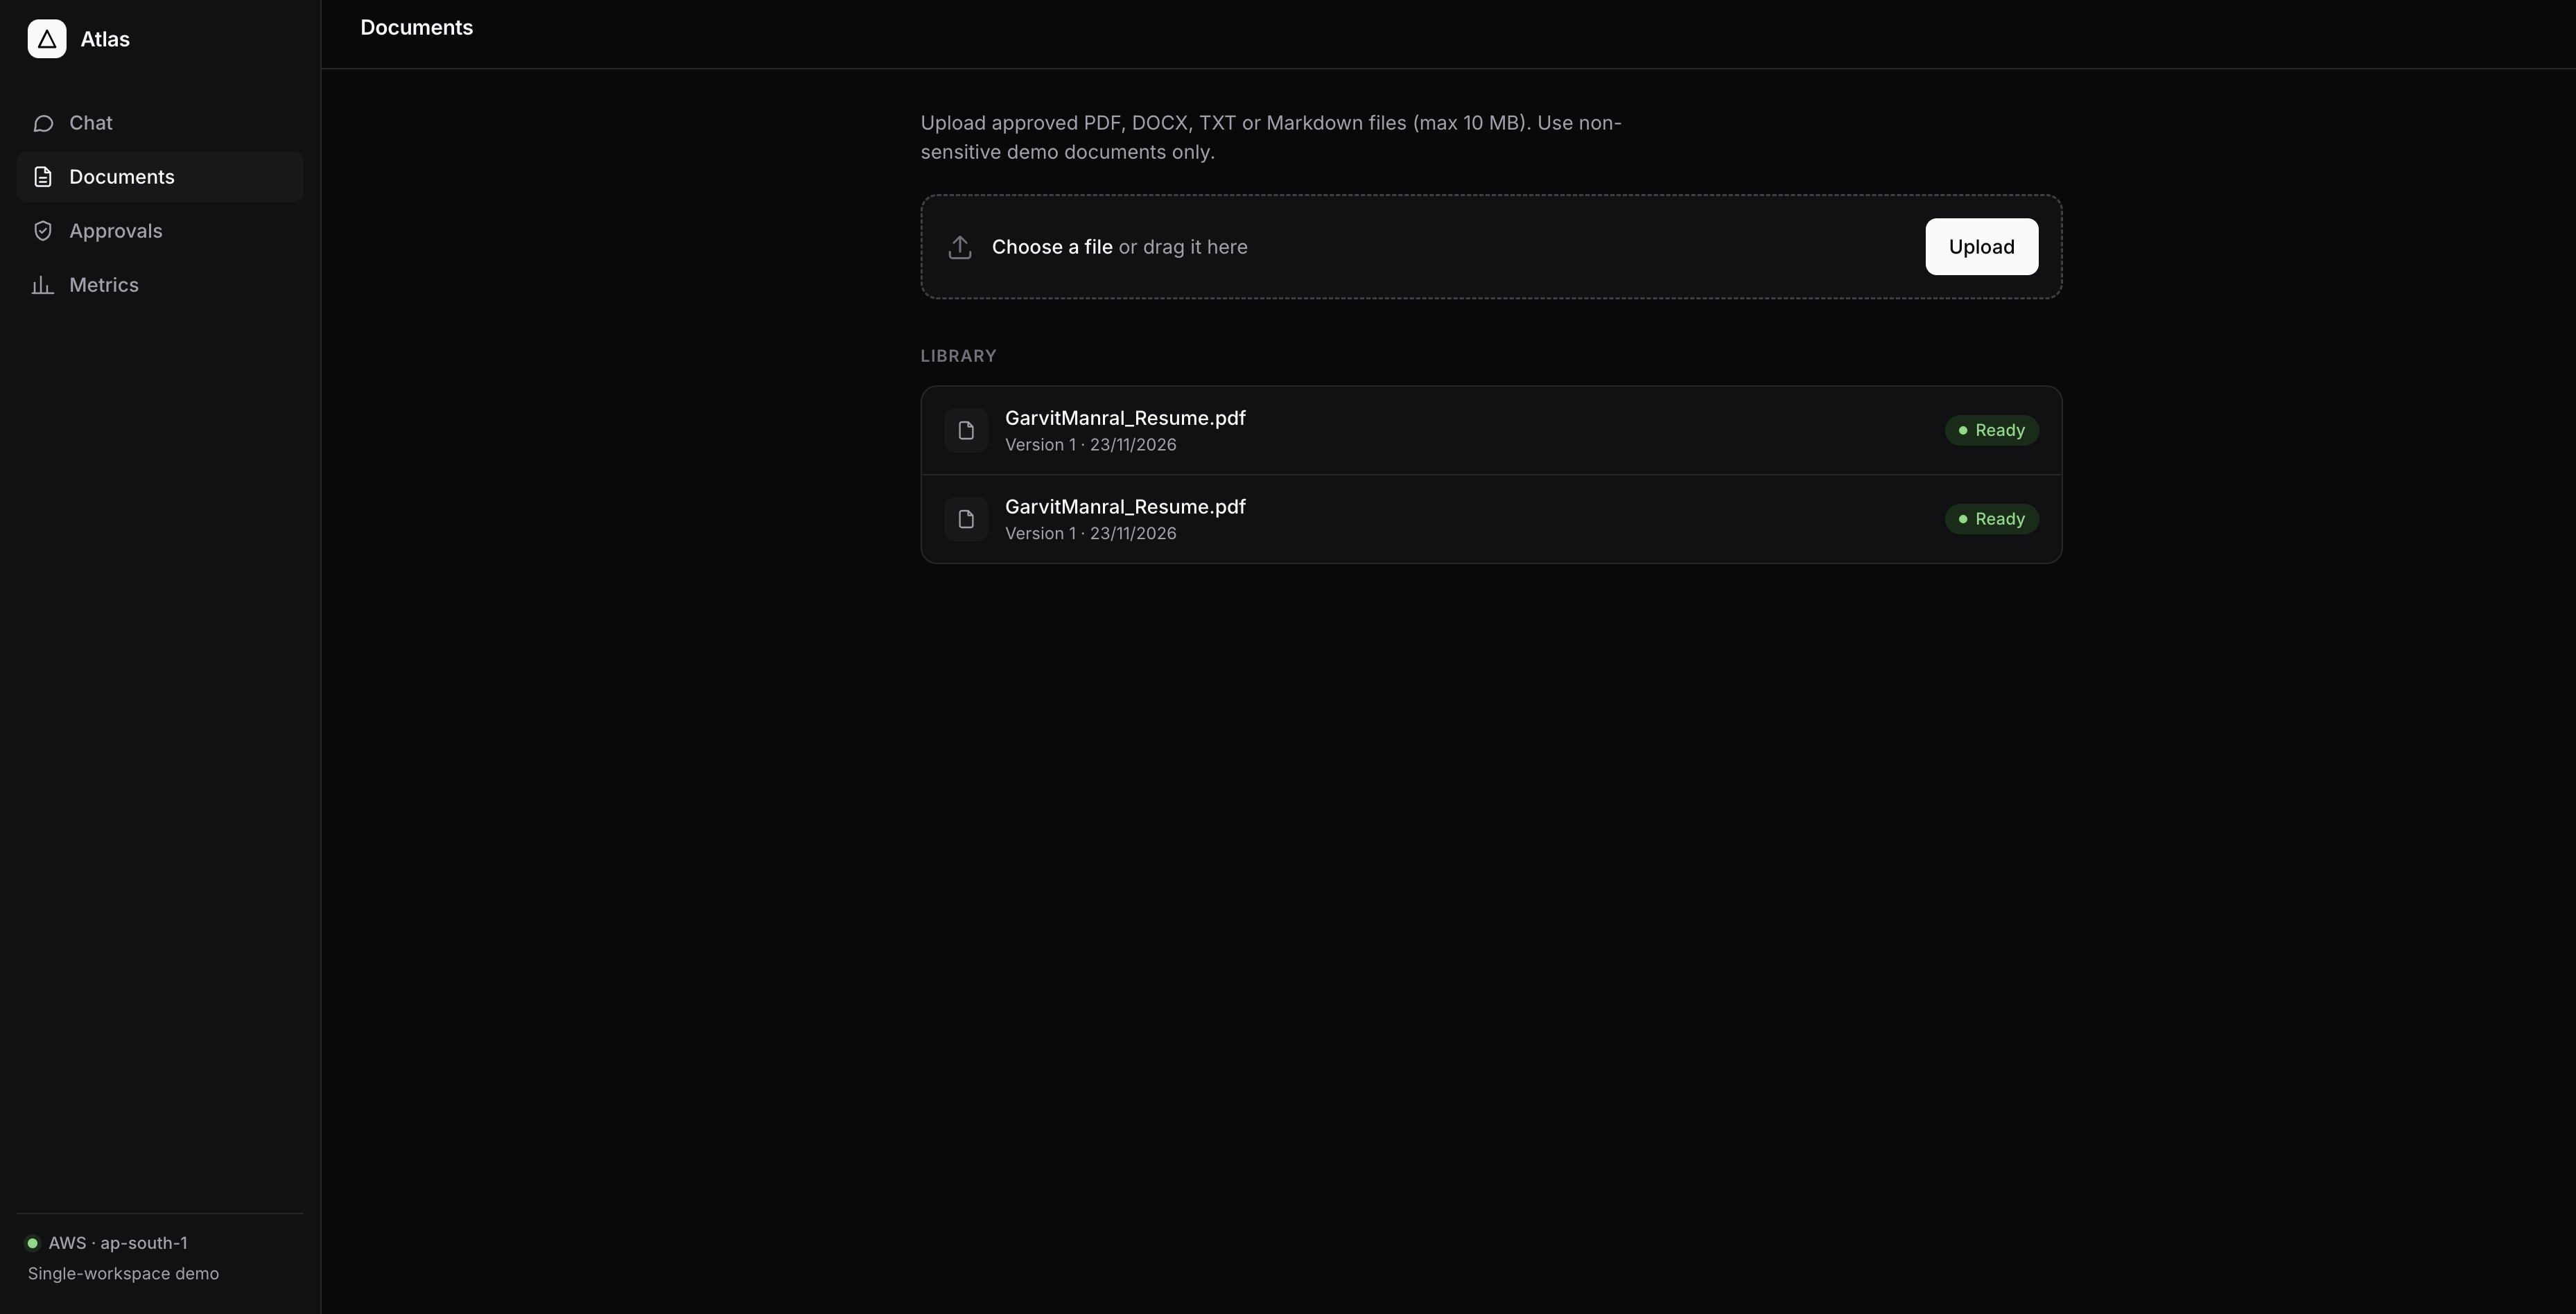 Atlas
Chat
Documents
Approvals
Metrics
AWS · ap-south-1
Single-workspace demo
Documents
Upload approved PDF, DOCX, TXT or Markdown files (max 10 MB). Use non-
sensitive demo documents only.
Choose a file or drag it here
Upload
LIBRARY
GarvitManral_Resume.pdf
Version 1 · 23/11/2026
Ready
GarvitManral_Resume.pdf
Version 1 · 23/11/2026
Ready